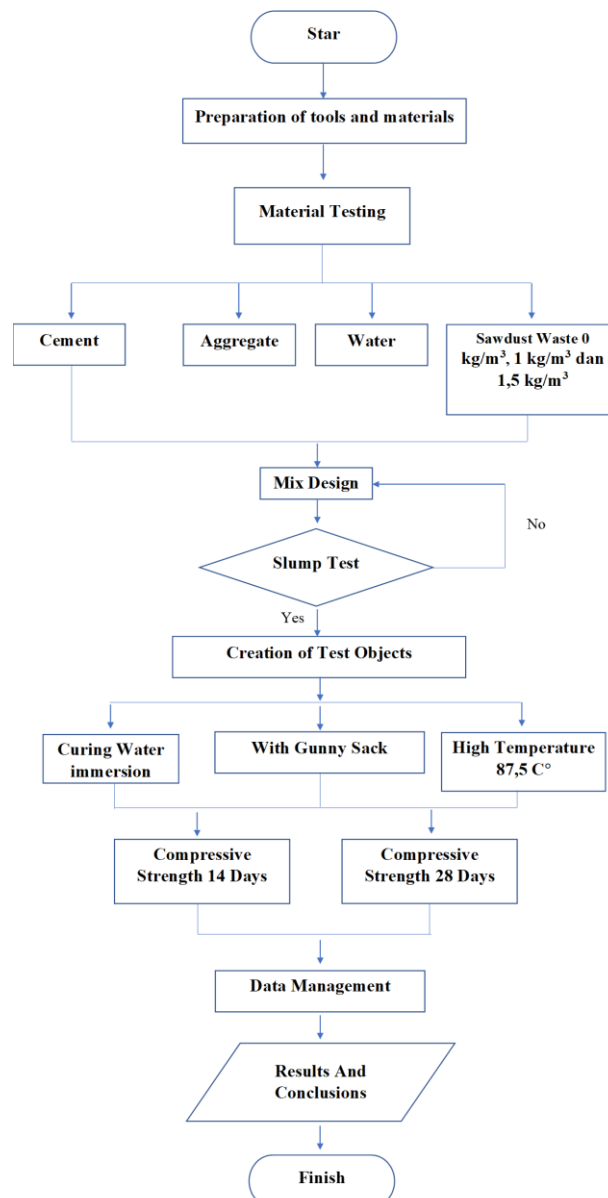 Star
Preparation of tools and materials
Material Testing
Cement
Aggregate
Water
Sawdust Waste 0
kg/m³, 1 kg/m³ dan
1,5 kg/m³
Mix Design
No
Slump Test
Yes
Creation of Test Objects
Curing Water
immersion
With Gunny Sack
High Temperature
87,5 C°
Compressive
Strength 14 Days
Compressive
Strength 28 Days
Data Management
Results And
Conclusions
Finish